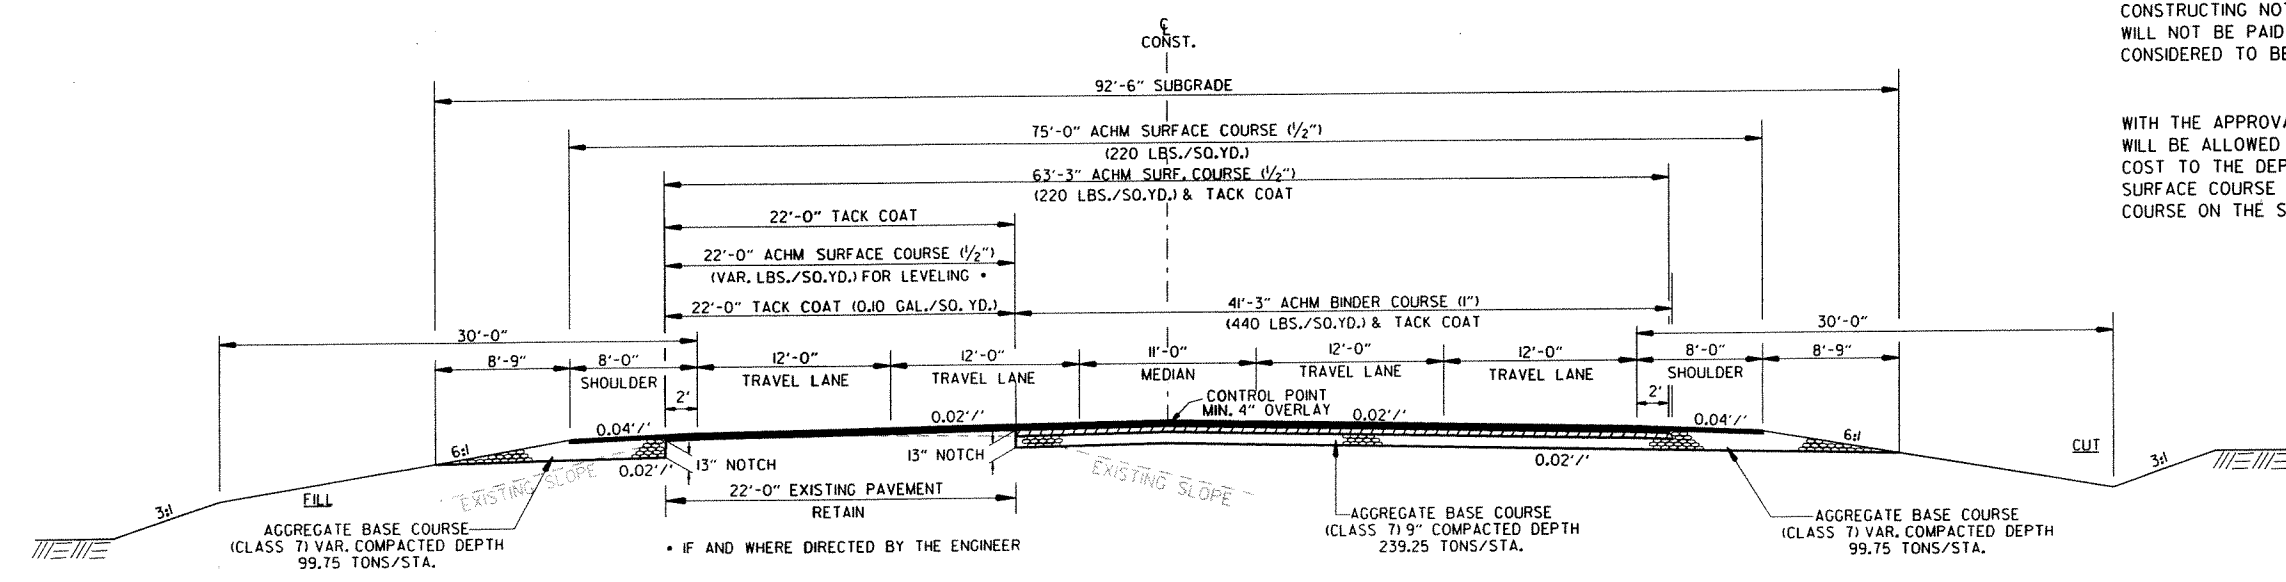 ℄
CONST.
92'-6" SUBGRADE
75'-0" ACHM SURFACE COURSE (1/2")
(220 LBS./SQ.YD.)
63'-3" ACHM SURF. COURSE (1/2")
(220 LBS./SQ.YD.) & TACK COAT
22'-0" TACK COAT
22'-0" ACHM SURFACE COURSE (1/2")
(VAR. LBS./SQ.YD.) FOR LEVELING •
22'-0" TACK COAT (0.10 GAL./SQ. YD.)
41'-3" ACHM BINDER COURSE (1")
(440 LBS./SQ.YD.) & TACK COAT
30'-0"
30'-0"
8'-9"
8'-0"
SHOULDER
12'-0"
TRAVEL LANE
12'-0"
TRAVEL LANE
11'-0"
MEDIAN
12'-0"
TRAVEL LANE
12'-0"
TRAVEL LANE
8'-0"
SHOULDER
8'-9"
2'
2'
CONTROL POINT
MIN. 4" OVERLAY
0.04'/'
0.02'/'
0.02'/'
0.04'/'
6:1
6:1
13" NOTCH
13" NOTCH
0.02'/'
0.02'/'
EXISTING SLOPE
EXISTING SLOPE
CUT
3:1
3:1
FILL
22'-0" EXISTING PAVEMENT
RETAIN
AGGREGATE BASE COURSE
(CLASS 7) VAR. COMPACTED DEPTH
99.75 TONS/STA.
• IF AND WHERE DIRECTED BY THE ENGINEER
AGGREGATE BASE COURSE
(CLASS 7) 9" COMPACTED DEPTH
239.25 TONS/STA.
AGGREGATE BASE COURSE
(CLASS 7) VAR. COMPACTED DEPTH
99.75 TONS/STA.
CONSTRUCTING NOT
WILL NOT BE PAID
CONSIDERED TO BE
WITH THE APPROVA
WILL BE ALLOWED
COST TO THE DEP
SURFACE COURSE
COURSE ON THE S